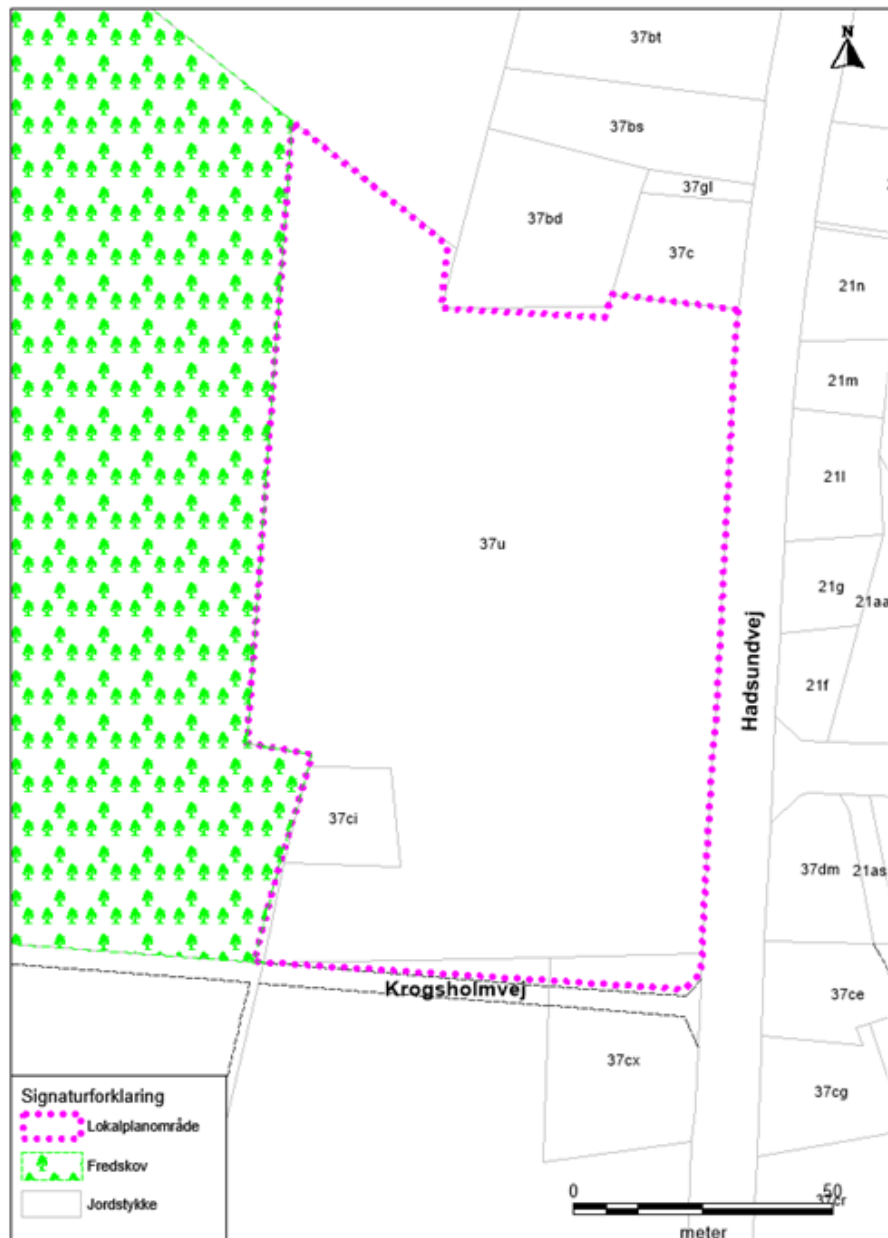 37bt
N
37bs
37gl
37bd
37c
21n
21m
21l
37u
21g
21aa
Hadsundvej
21f
37ci
37dm
21as
Krogsholmvej
37ce
37cx
37cg
Signaturforklaring
Lokalplanområde
Fredskov
Jordstykke
0
50
37cr
meter